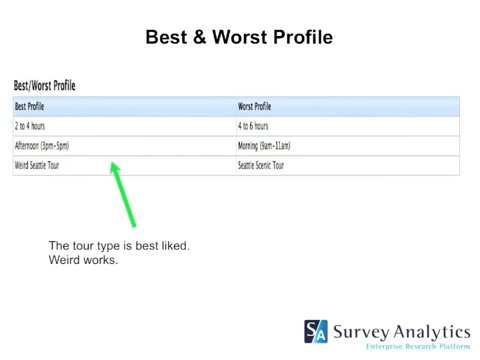 Best & Worst Profile
Best/Worst Profile
Best Profile Worst Profile
2 to 4 hours 4 to 6 hours
Afternoon (3pm-5pm) Morning (9am-11am)
Weird Seattle Tour Seattle Scenic Tour
The tour type is best liked.
Weird works.
S/A Survey Analytics
Enterprise Research Platform